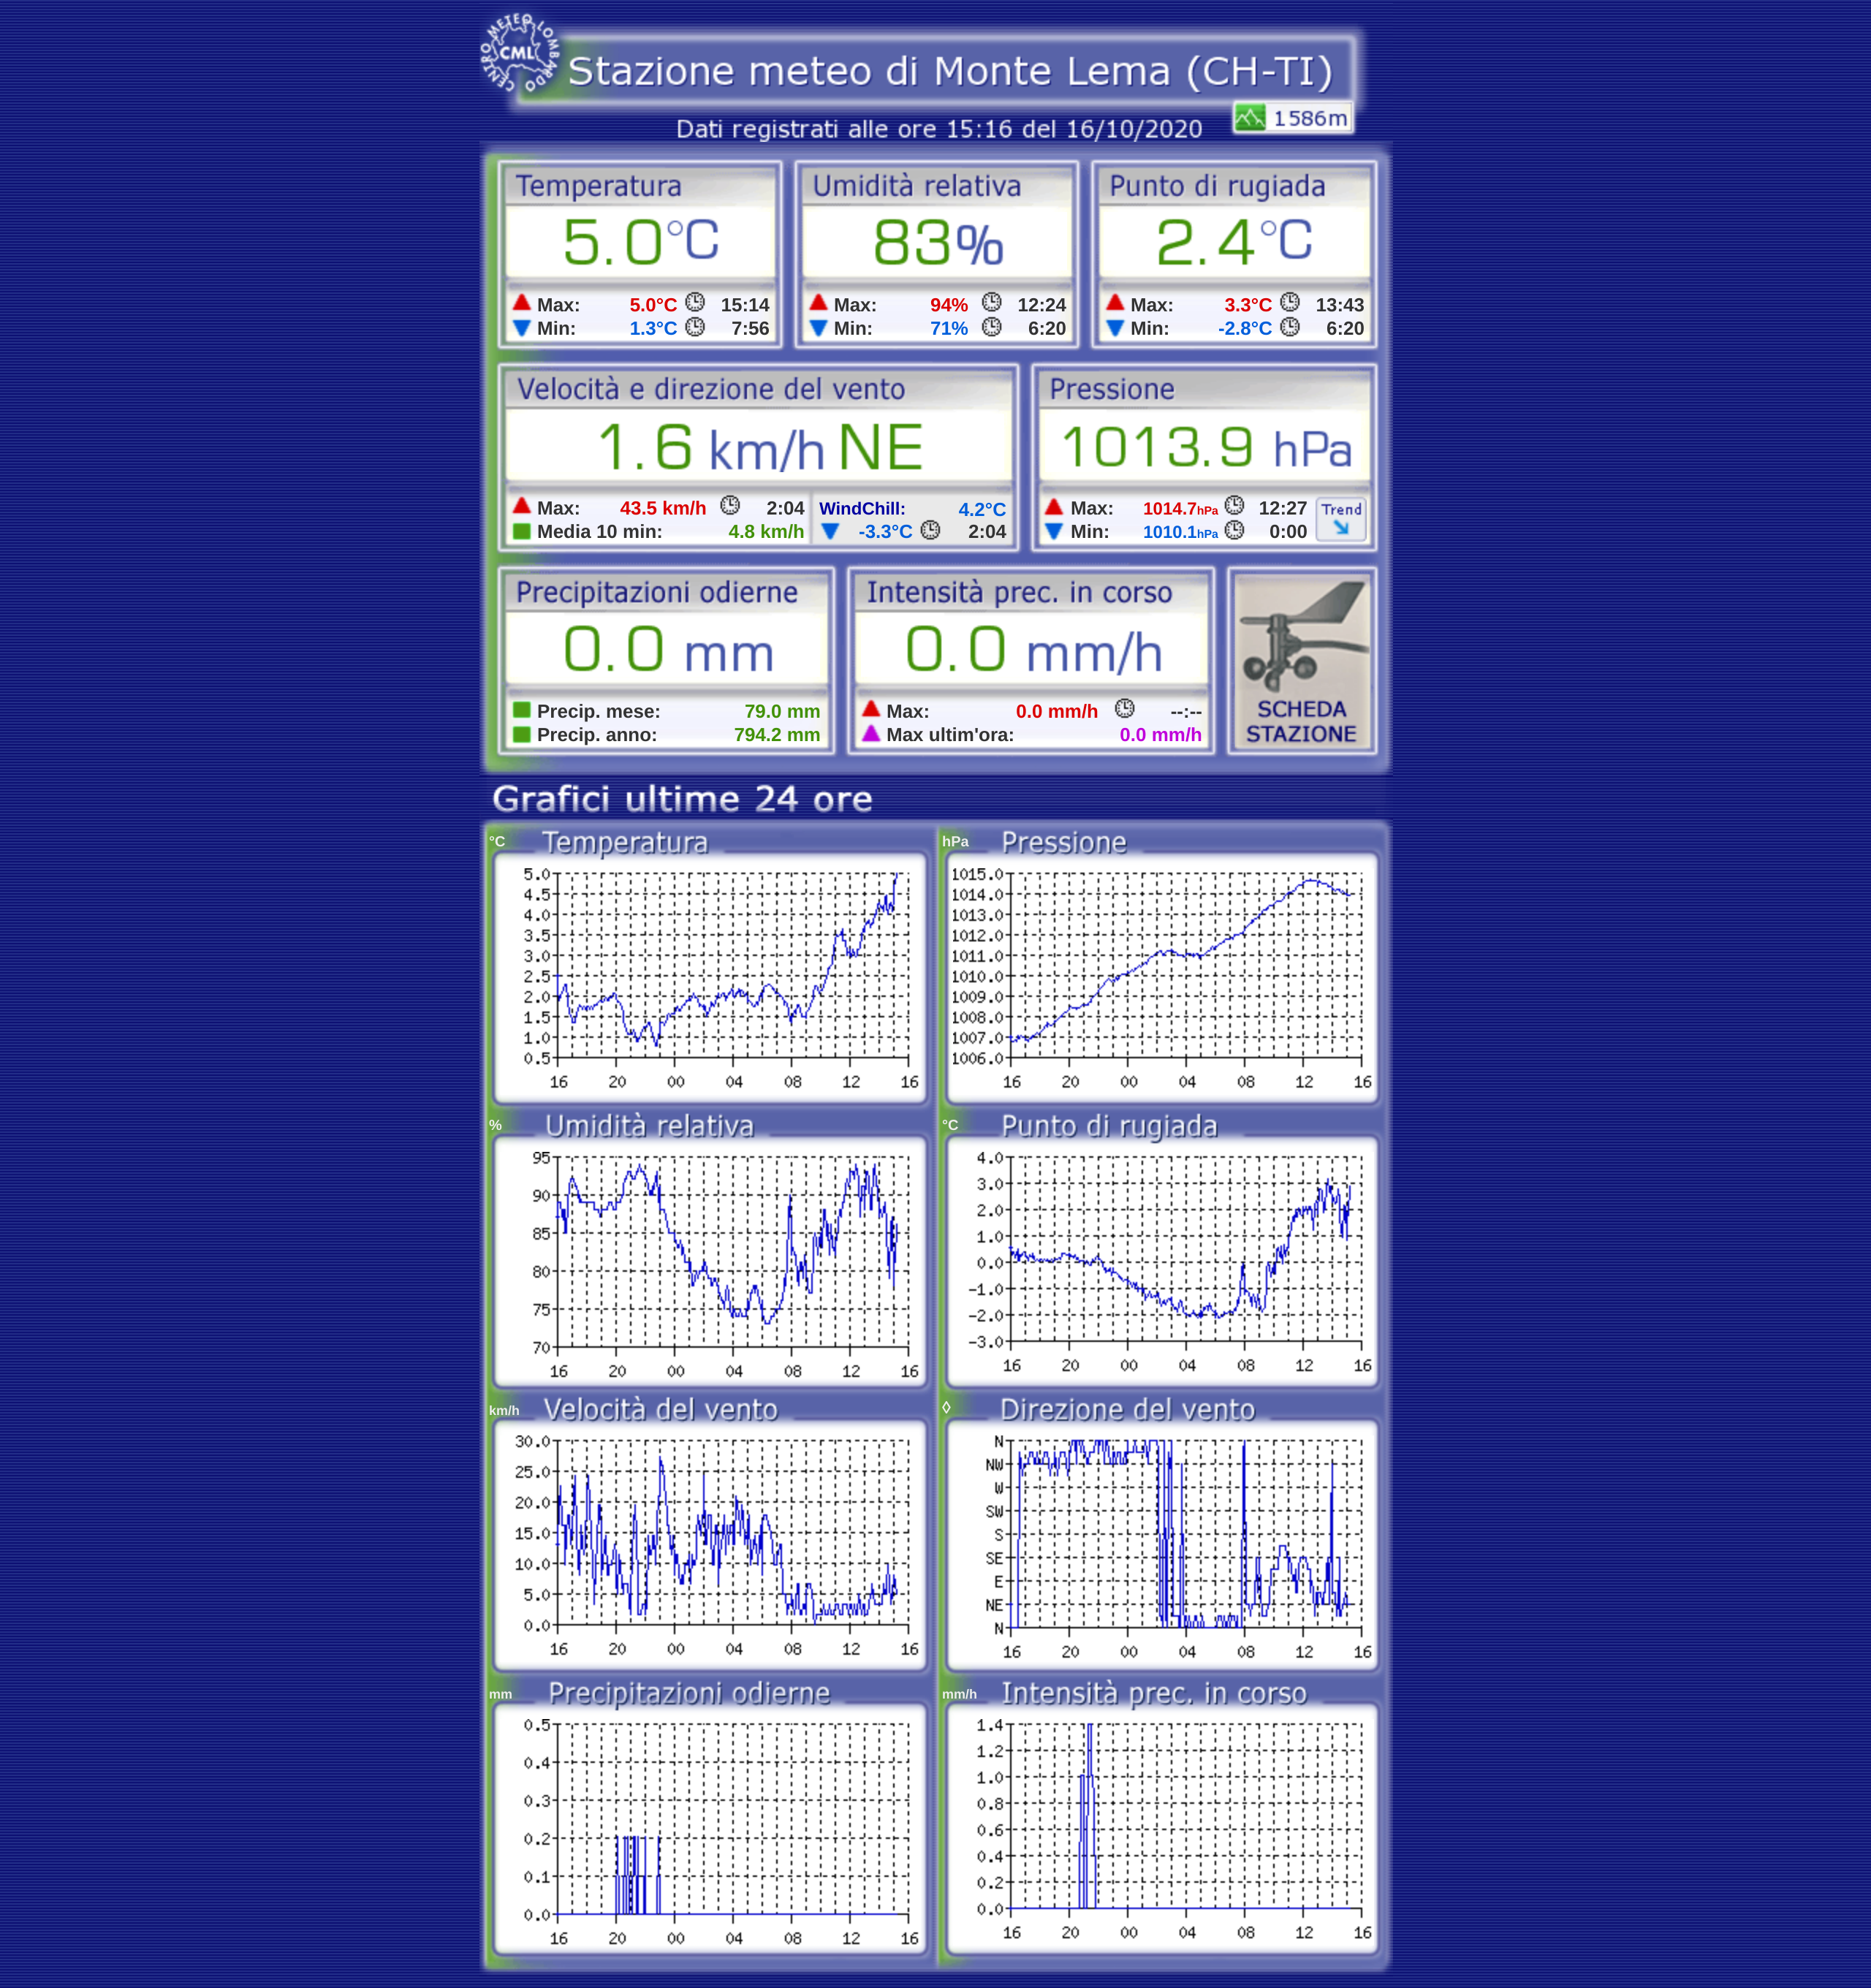 CENTRO METEO LOMBARDO
CML
Stazione meteo di Monte Lema (CH-TI)
1586m
Dati registrati alle ore 15:16 del 16/10/2020
Temperatura Umidità relativa Punto di rugiada
5.0°C 83% 2.4°C
Max: 5.0°C 15:14 Max: 94% 12:24 Max: 3.3°C 13:43
Min: 1.3°C 7:56 Min: 71% 6:20 Min: -2.8°C 6:20
Velocità e direzione del vento Pressione
1.6 km/h NE 1013.9 hPa
Max: 43.5 km/h 2:04 WindChill: 4.2°C Max: 1014.7hPa 12:27 Trend
Media 10 min: 4.8 km/h -3.3°C 2:04 Min: 1010.1hPa 0:00
Precipitazioni odierne Intensità prec. in corso
0.0 mm 0.0 mm/h
Precip. mese: 79.0 mm Max: 0.0 mm/h --:-- SCHEDA
Precip. anno: 794.2 mm Max ultim'ora: 0.0 mm/h STAZIONE
Grafici ultime 24 ore
°C Temperatura
5.0
4.5
4.0
3.5
3.0
2.5
2.0
1.5
1.0
0.5
16 20 00 04 08 12 16
hPa Pressione
1015.0
1014.0
1013.0
1012.0
1011.0
1010.0
1009.0
1008.0
1007.0
1006.0
16 20 00 04 08 12 16
% Umidità relativa
95
90
85
80
75
70
16 20 00 04 08 12 16
°C Punto di rugiada
4.0
3.0
2.0
1.0
0.0
-1.0
-2.0
-3.0
16 20 00 04 08 12 16
km/h Velocità del vento
30.0
25.0
20.0
15.0
10.0
5.0
0.0
16 20 00 04 08 12 16
◊ Direzione del vento
N
NW
W
SW
S
SE
E
NE
N
16 20 00 04 08 12 16
mm Precipitazioni odierne
0.5
0.4
0.3
0.2
0.1
0.0
16 20 00 04 08 12 16
mm/h Intensità prec. in corso
1.4
1.2
1.0
0.8
0.6
0.4
0.2
0.0
16 20 00 04 08 12 16